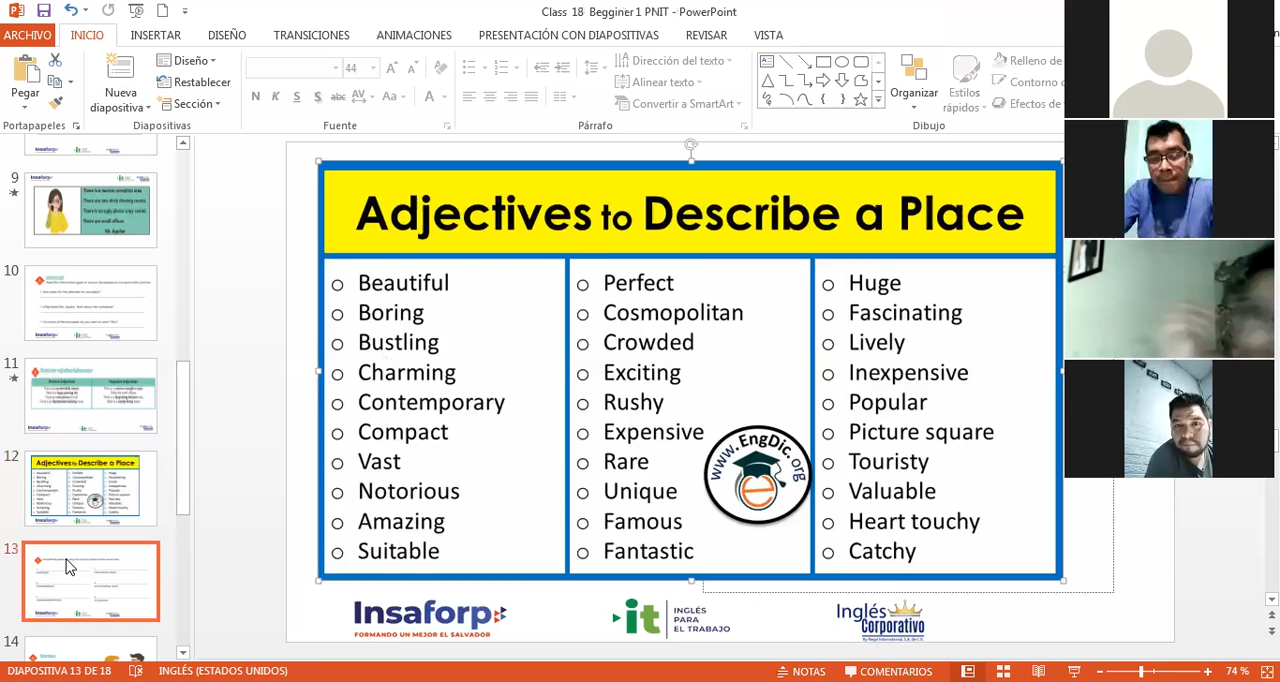 Class 18 Begginer 1 PNIT - PowerPoint
ARCHIVO INICIO INSERTAR DISEÑO TRANSICIONES ANIMACIONES PRESENTACIÓN CON DIAPOSITIVAS REVISAR VISTA
Pegar
Nueva
diapositiva
Diseño
Restablecer
Sección
44
N K S S abc AV Aa A
Dirección del texto
Alinear texto
Convertir a SmartArt
Organizar
Estilos
rápidos
Relleno de
Contorno
Efectos de
Portapapeles Diapositivas Fuente Párrafo Dibujo
9
10
11
12
Adjectives to Describe a Place
13
14
Adjectives to Describe a Place
Beautiful
Boring
Bustling
Charming
Contemporary
Compact
Vast
Notorious
Amazing
Suitable
Perfect
Cosmopolitan
Crowded
Exciting
Rushy
Expensive
Rare
Unique
Famous
Fantastic
Huge
Fascinating
Lively
Inexpensive
Popular
Picture square
Touristy
Valuable
Heart touchy
Catchy
www.EngDic.org
Insaforp
FORMANDO UN MEJOR EL SALVADOR
it
INGLÉS
PARA
EL TRABAJO
Inglés
Corporativo
DIAPOSITIVA 13 DE 18 INGLÉS (ESTADOS UNIDOS) NOTAS COMENTARIOS 74 %